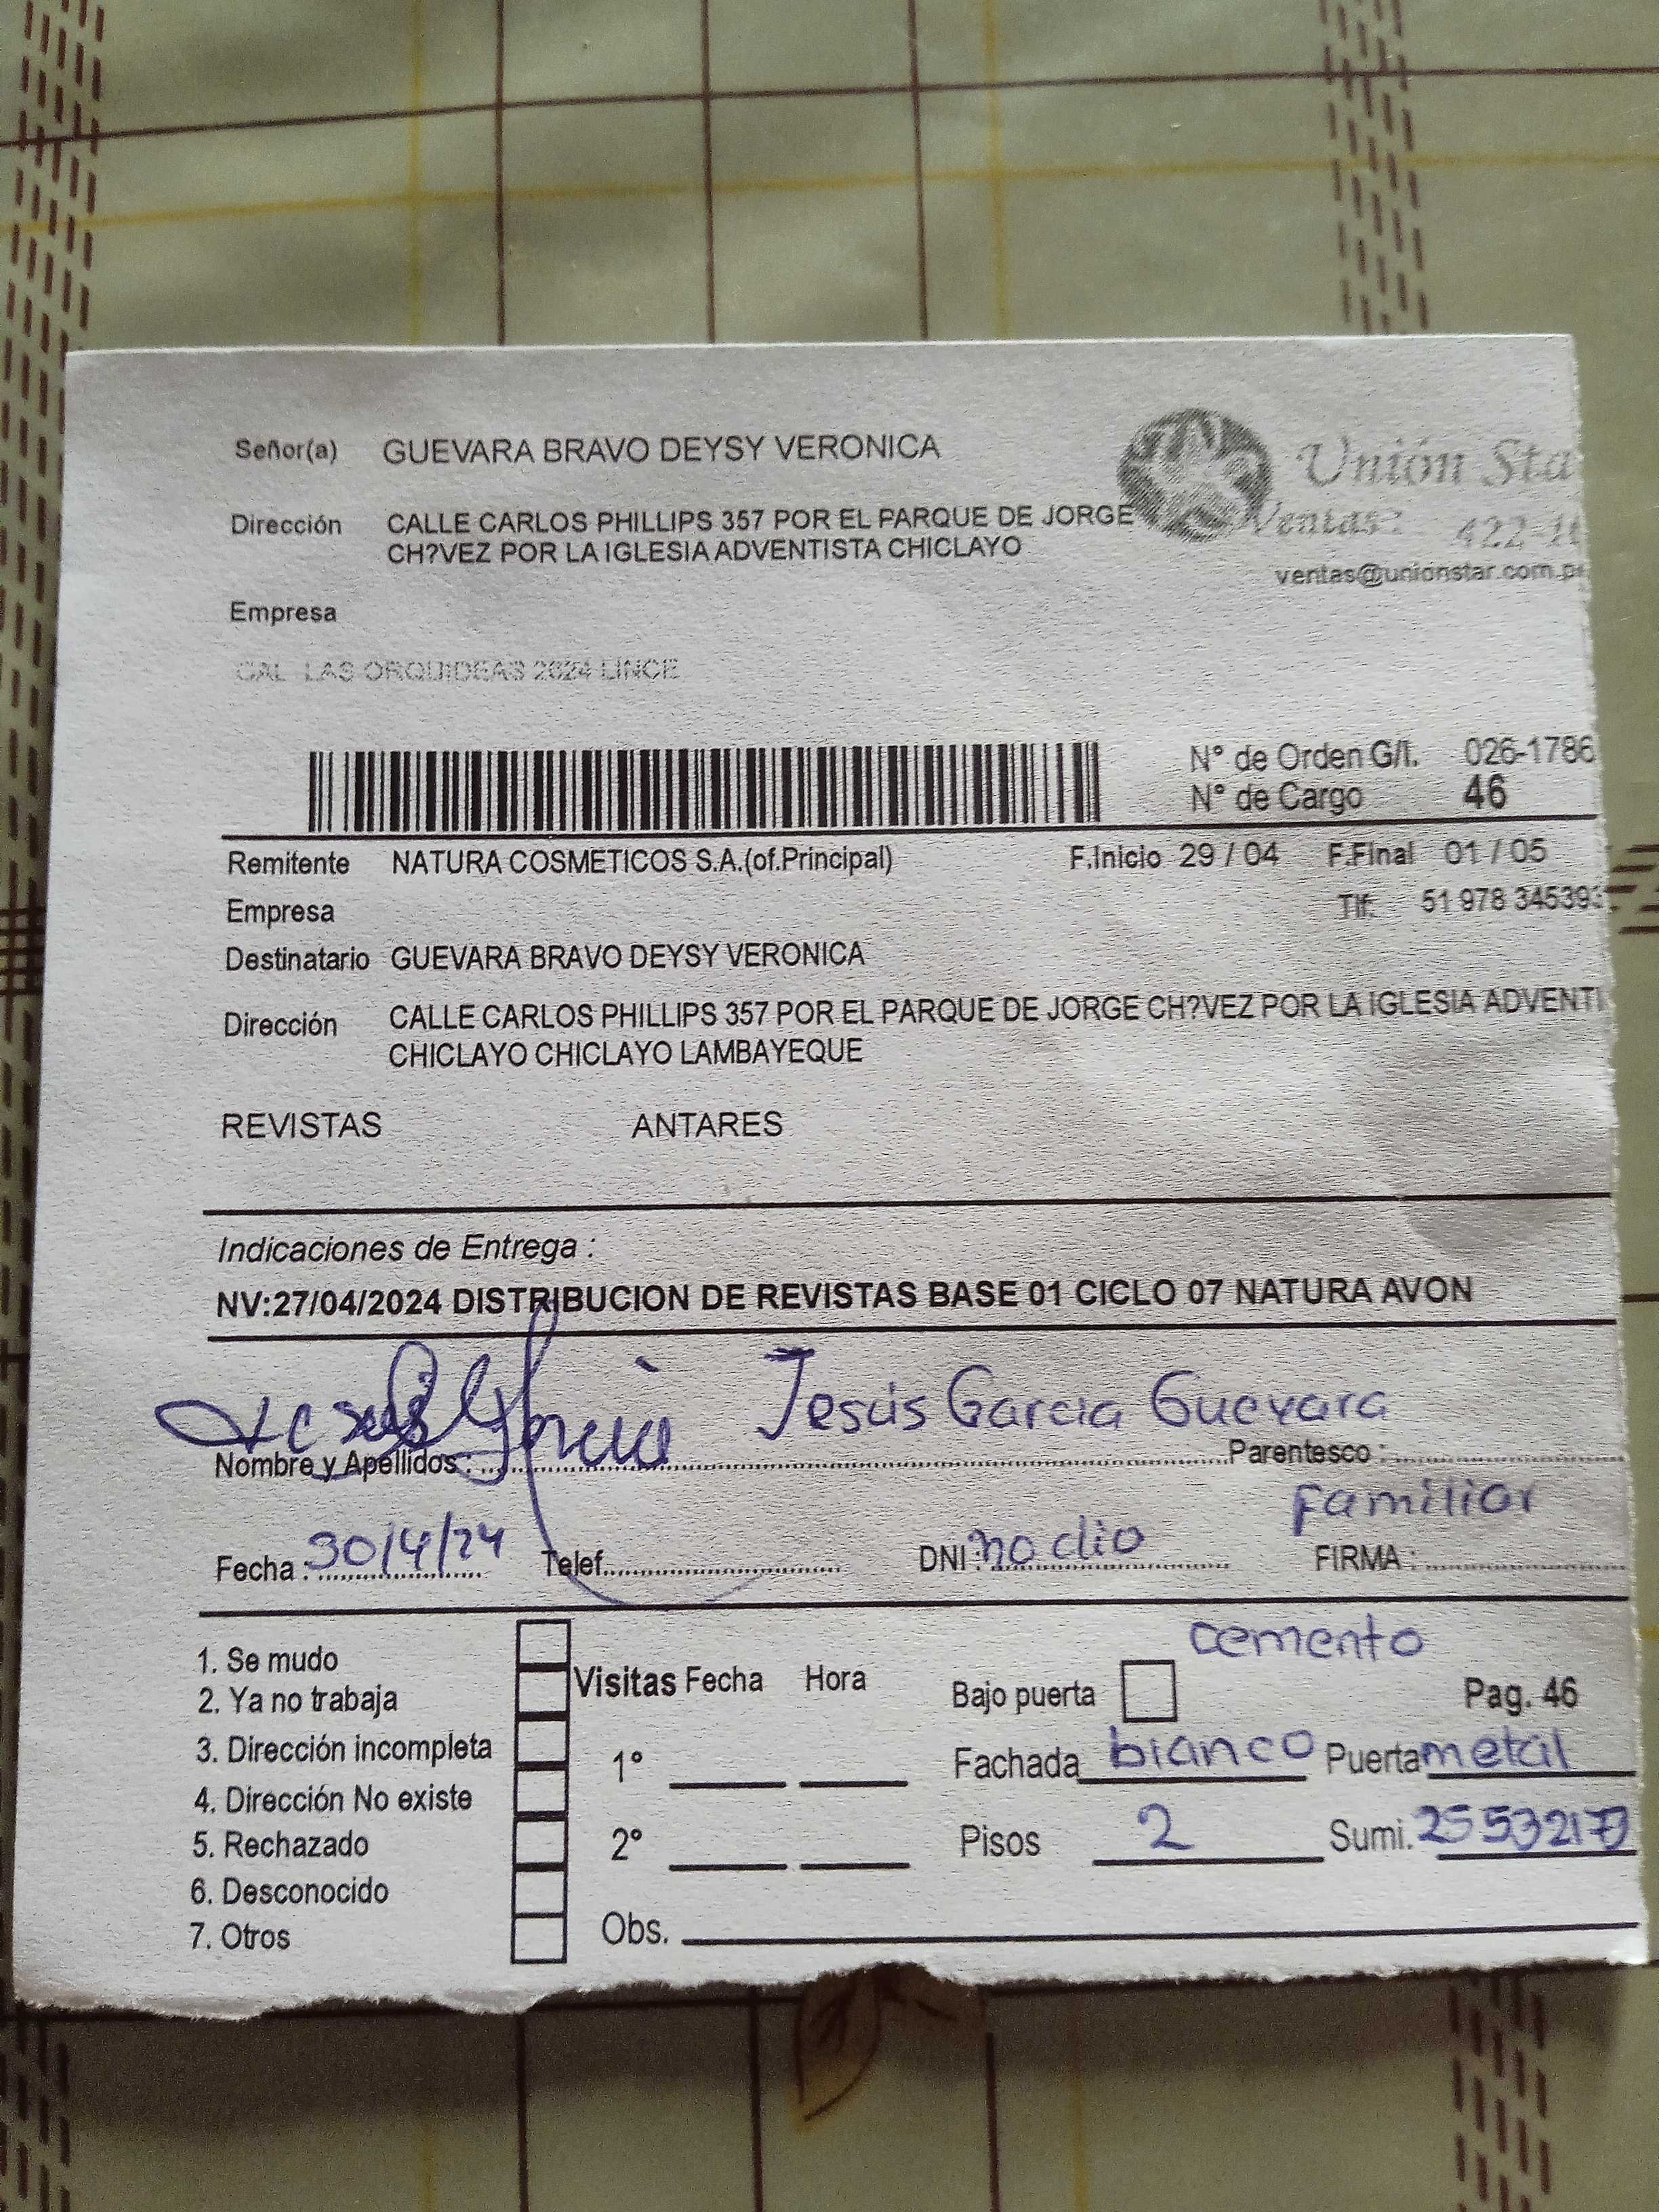 Señor(a) GUEVARA BRAVO DEYSY VERONICA
Unión Sta
Dirección CALLE CARLOS PHILLIPS 357 POR EL PARQUE DE JORGE
CH?VEZ POR LA IGLESIA ADVENTISTA CHICLAYO
Ventas: 422-1
ventas@unionstar.com.pe
Empresa
CAL LAS ORQUIDEAS 2624 LINCE
N° de Orden G/I. 026-1786
N° de Cargo 46
Remitente NATURA COSMETICOS S.A.(of.Principal) F.Inicio 29 / 04 F.Final 01 / 05
Empresa Tlf: 51 978 345393
Destinatario GUEVARA BRAVO DEYSY VERONICA
Dirección CALLE CARLOS PHILLIPS 357 POR EL PARQUE DE JORGE CH?VEZ POR LA IGLESIA ADVENTI
CHICLAYO CHICLAYO LAMBAYEQUE
REVISTAS ANTARES
Indicaciones de Entrega :
NV:27/04/2024 DISTRIBUCION DE REVISTAS BASE 01 CICLO 07 NATURA AVON
Jesús Garcia Guevara
Nombre y Apellidos : Parentesco :
familiar
Fecha : 30/4/24 Telef. DNI : no dio FIRMA :
cemento
1. Se mudo
2. Ya no trabaja
3. Dirección incompleta
4. Dirección No existe
5. Rechazado
6. Desconocido
7. Otros
Visitas Fecha Hora
1°
2°
Obs.
Bajo puerta Pag. 46
Fachada blanco Puerta metal
Pisos 2 Sumi.